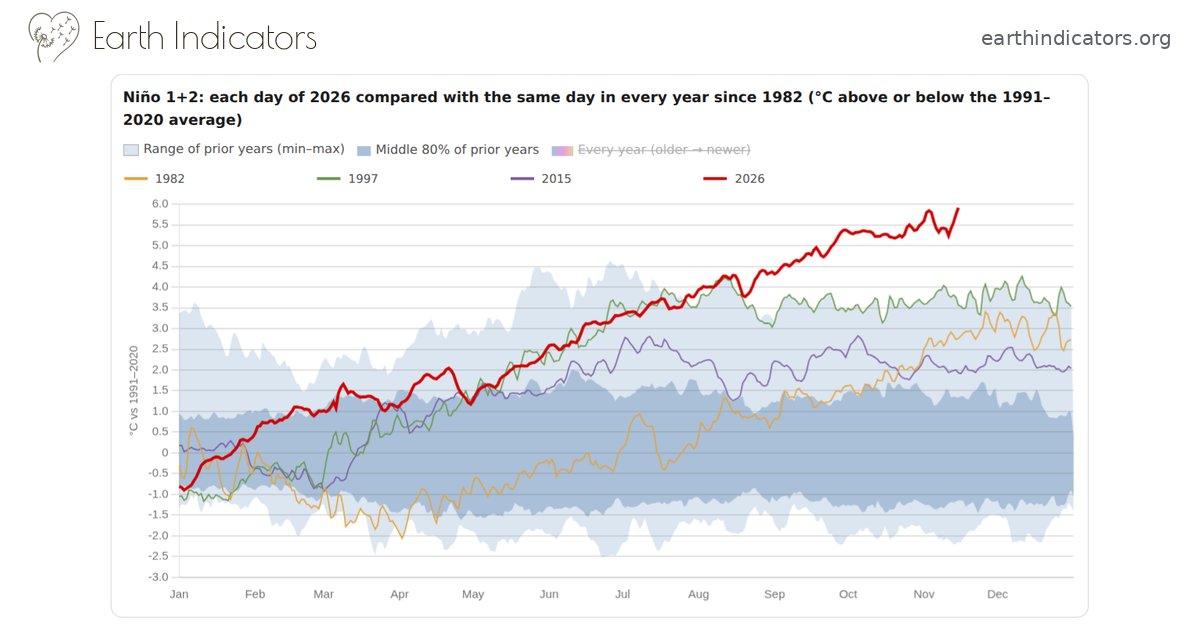 Earth Indicators
earthindicators.org
Niño 1+2: each day of 2026 compared with the same day in every year since 1982 (°C above or below the 1991–
2020 average)
Range of prior years (min–max) Middle 80% of prior years Every year (older → newer)
1982 1997 2015 2026
6.0
5.5
5.0
4.5
4.0
3.5
3.0
2.5
2.0
1.5
1.0
0.5
0
-0.5
-1.0
-1.5
-2.0
-2.5
-3.0
°C vs 1991–2020
Jan Feb Mar Apr May Jun Jul Aug Sep Oct Nov Dec